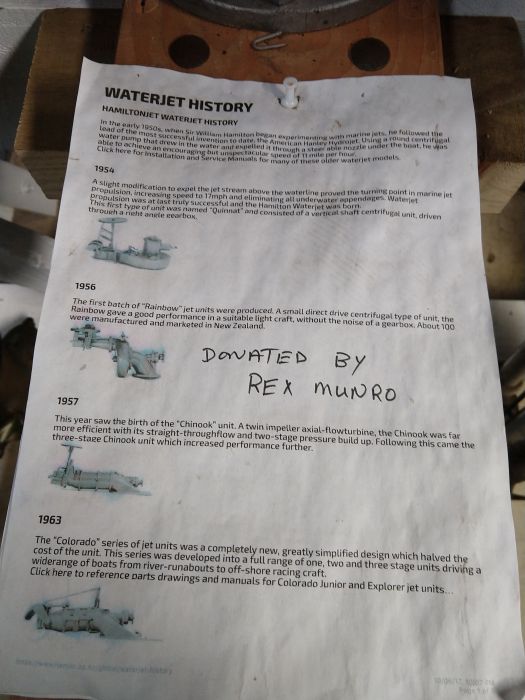 WATERJET HISTORY
HAMILTONJET WATERJET HISTORY
In the early 1950s, when Sir William Hamilton began experimenting with marine jets, he followed the
lead of the most successful invention to date, the American Hanley Hydrojet. Using a round centrifugal
water pump that drew in the water and expelled it through a steer able nozzle under the boat, he was
able to achieve an encouraging but unspectacular speed of 11 mile per hour.
Click here for Installation and Service Manuals for many of these older waterjet models.
1954
A slight modification to expel the jet stream above the waterline proved the turning point in marine jet
propulsion, increasing speed to 17mph and eliminating all underwater appendages. Waterjet
propulsion was at last truly successful and the Hamilton Waterjet was born.
This first type of unit was named "Quinnat" and consisted of a vertical shaft centrifugal unit, driven
through a right angle gearbox.
1956
The first batch of "Rainbow" jet units were produced. A small direct drive centrifugal type of unit, the
Rainbow gave a good performance in a suitable light craft, without the noise of a gearbox. About 100
were manufactured and marketed in New Zealand.
DONATED BY
REX MUNRO
1957
This year saw the birth of the "Chinook" unit. A twin impeller axial-flowturbine, the Chinook was far
more efficient with its straight-throughflow and two-stage pressure build up. Following this came the
three-stage Chinook unit which increased performance further.
1963
The "Colorado" series of jet units was a completely new, greatly simplified design which halved the
cost of the unit. This series was developed into a full range of one, two and three stage units driving a
widerange of boats from river-runabouts to off-shore racing craft.
Click here to reference parts drawings and manuals for Colorado Junior and Explorer jet units...